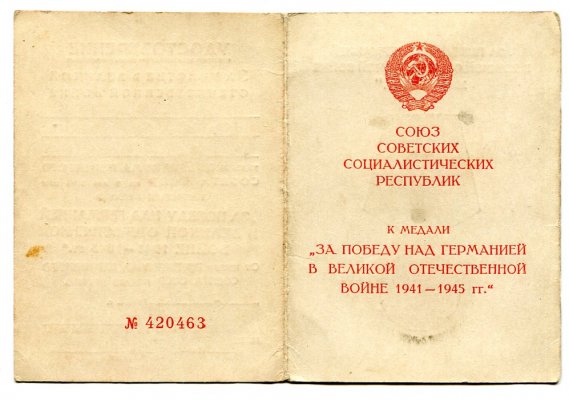 № 420463
СОЮЗ
СОВЕТСКИХ
СОЦИАЛИСТИЧЕСКИХ
РЕСПУБЛИК
К МЕДАЛИ
„ЗА ПОБЕДУ НАД ГЕРМАНИЕЙ
В ВЕЛИКОЙ ОТЕЧЕСТВЕННОЙ
ВОЙНЕ 1941—1945 гг.“